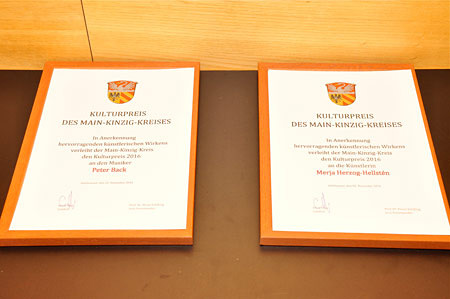 KULTURPREIS
DES MAIN-KINZIG-KREISES
In Anerkennung
hervorragenden künstlerischen Wirkens
verleiht der Main-Kinzig-Kreis
den Kulturpreis 2016
an den Musiker
Peter Back
KULTURPREIS
DES MAIN-KINZIG-KREISES
In Anerkennung
hervorragenden künstlerischen Wirkens
verleiht der Main-Kinzig-Kreis
den Kulturpreis 2016
an die Künstlerin
Merja Herzog-Hellstén